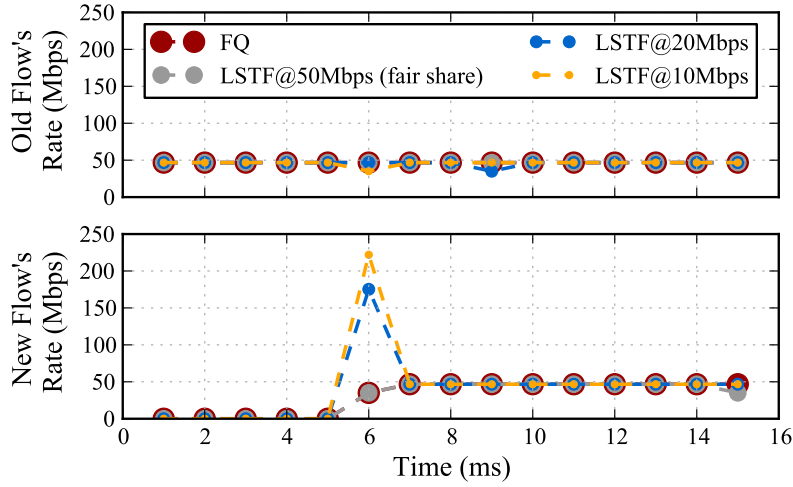 250
200
150
100
50
0
Old Flow's
Rate (Mbps)
FQ
LSTF@50Mbps (fair share)
LSTF@20Mbps
LSTF@10Mbps
250
200
150
100
50
0
New Flow's
Rate (Mbps)
0 2 4 6 8 10 12 14 16
Time (ms)